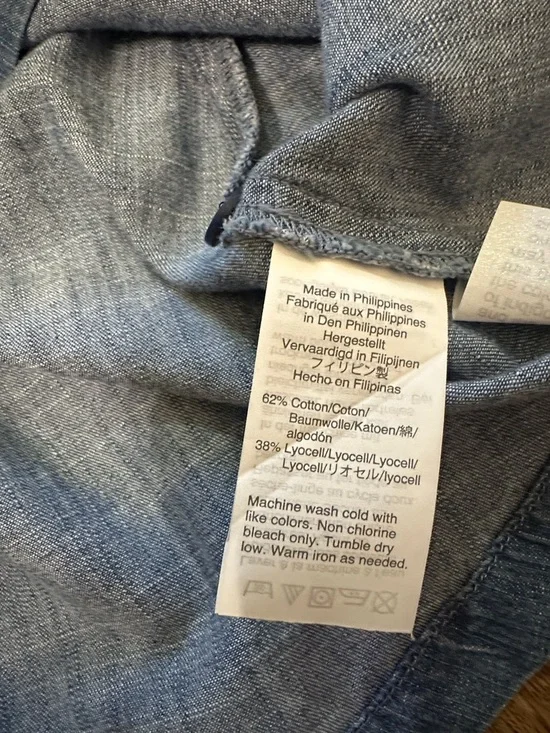 Made in Philippines
Fabriqué aux Philippines
in Den Philippinen
Hergestellt
Vervaardigd in Filipijnen
フィリピン製
Hecho en Filipinas
62% Cotton/Coton/
Baumwolle/Katoen/綿/
algodón
38% Lyocell/Lyocell/Lyocell/
Lyocell/リオセル/lyocell
Machine wash cold with
like colors. Non chlorine
bleach only. Tumble dry
low. Warm iron as needed.